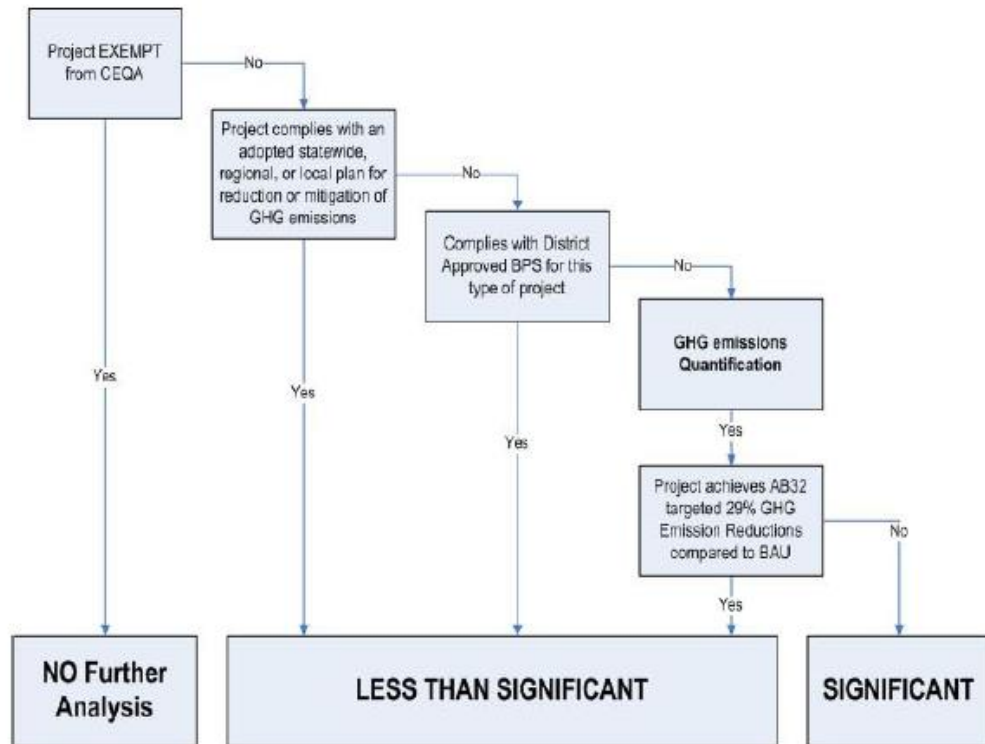 Project EXEMPT
from CEQA
No
Project complies with an
adopted statewide,
regional, or local plan for
reduction or mitigation of
GHG emissions
No
Complies with District
Approved BPS for this
type of project
No
GHG emissions
Quantification
Yes
Yes
Yes
Yes
Project achieves AB32
targeted 29% GHG
Emission Reductions
compared to BAU
No
Yes
NO Further
Analysis
LESS THAN SIGNIFICANT
SIGNIFICANT